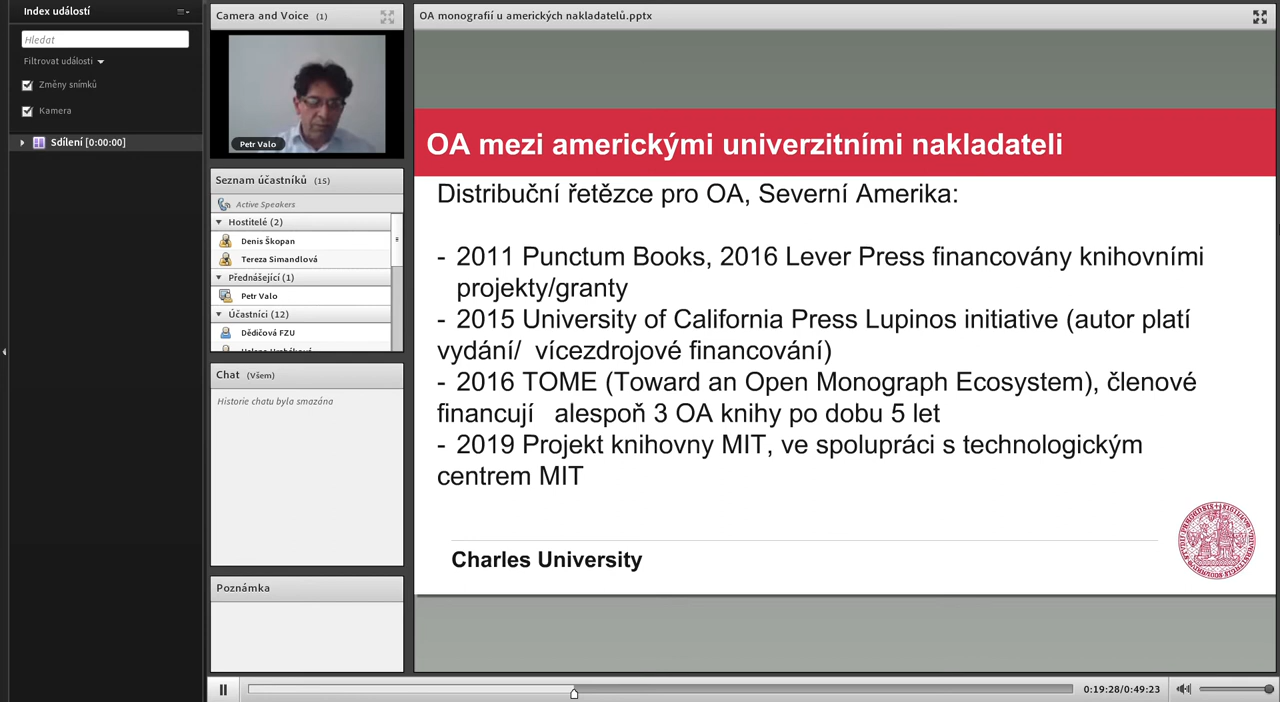 Index událostí
Hledat
Filtrovat události
Změny snímků
Kamera
Sdílení [0:00:00]
Camera and Voice (1)
Petr Valo
Seznam účastníků (15)
Active Speakers
Hostitelé (2)
Denis Škopan
Tereza Simandlová
Přednášející (1)
Petr Valo
Účastníci (12)
Dědičová FZU
Chat (Všem)
Historie chatu byla smazána
Poznámka
OA monografií u amerických nakladatelů.pptx
OA mezi americkými univerzitními nakladateli
Distribuční řetězce pro OA, Severní Amerika:
- 2011 Punctum Books, 2016 Lever Press financovány knihovními
projekty/granty
- 2015 University of California Press Lupinos initiative (autor platí
vydání/ vícezdrojové financování)
- 2016 TOME (Toward an Open Monograph Ecosystem), členové
financují alespoň 3 OA knihy po dobu 5 let
- 2019 Projekt knihovny MIT, ve spolupráci s technologickým
centrem MIT
Charles University
0:19:28/0:49:23